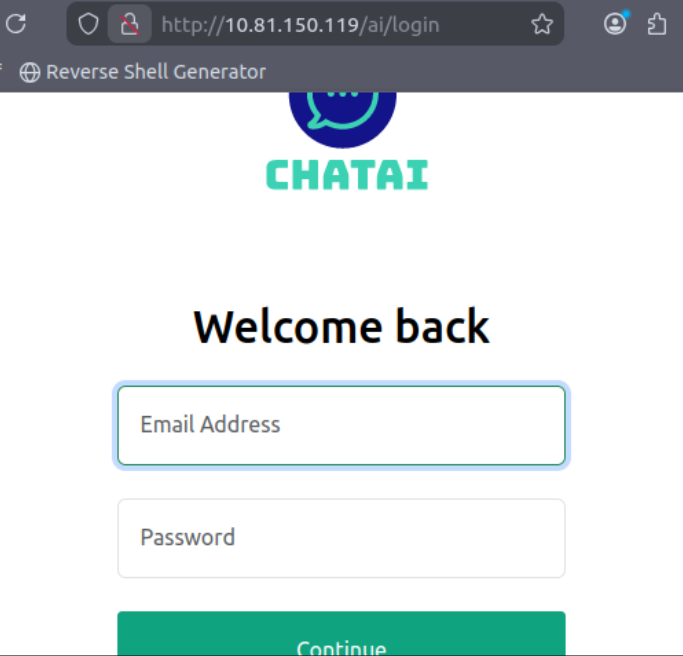 http://10.81.150.119/ai/login
Reverse Shell Generator
CHATAI
Welcome back
Email Address
Password
Continue